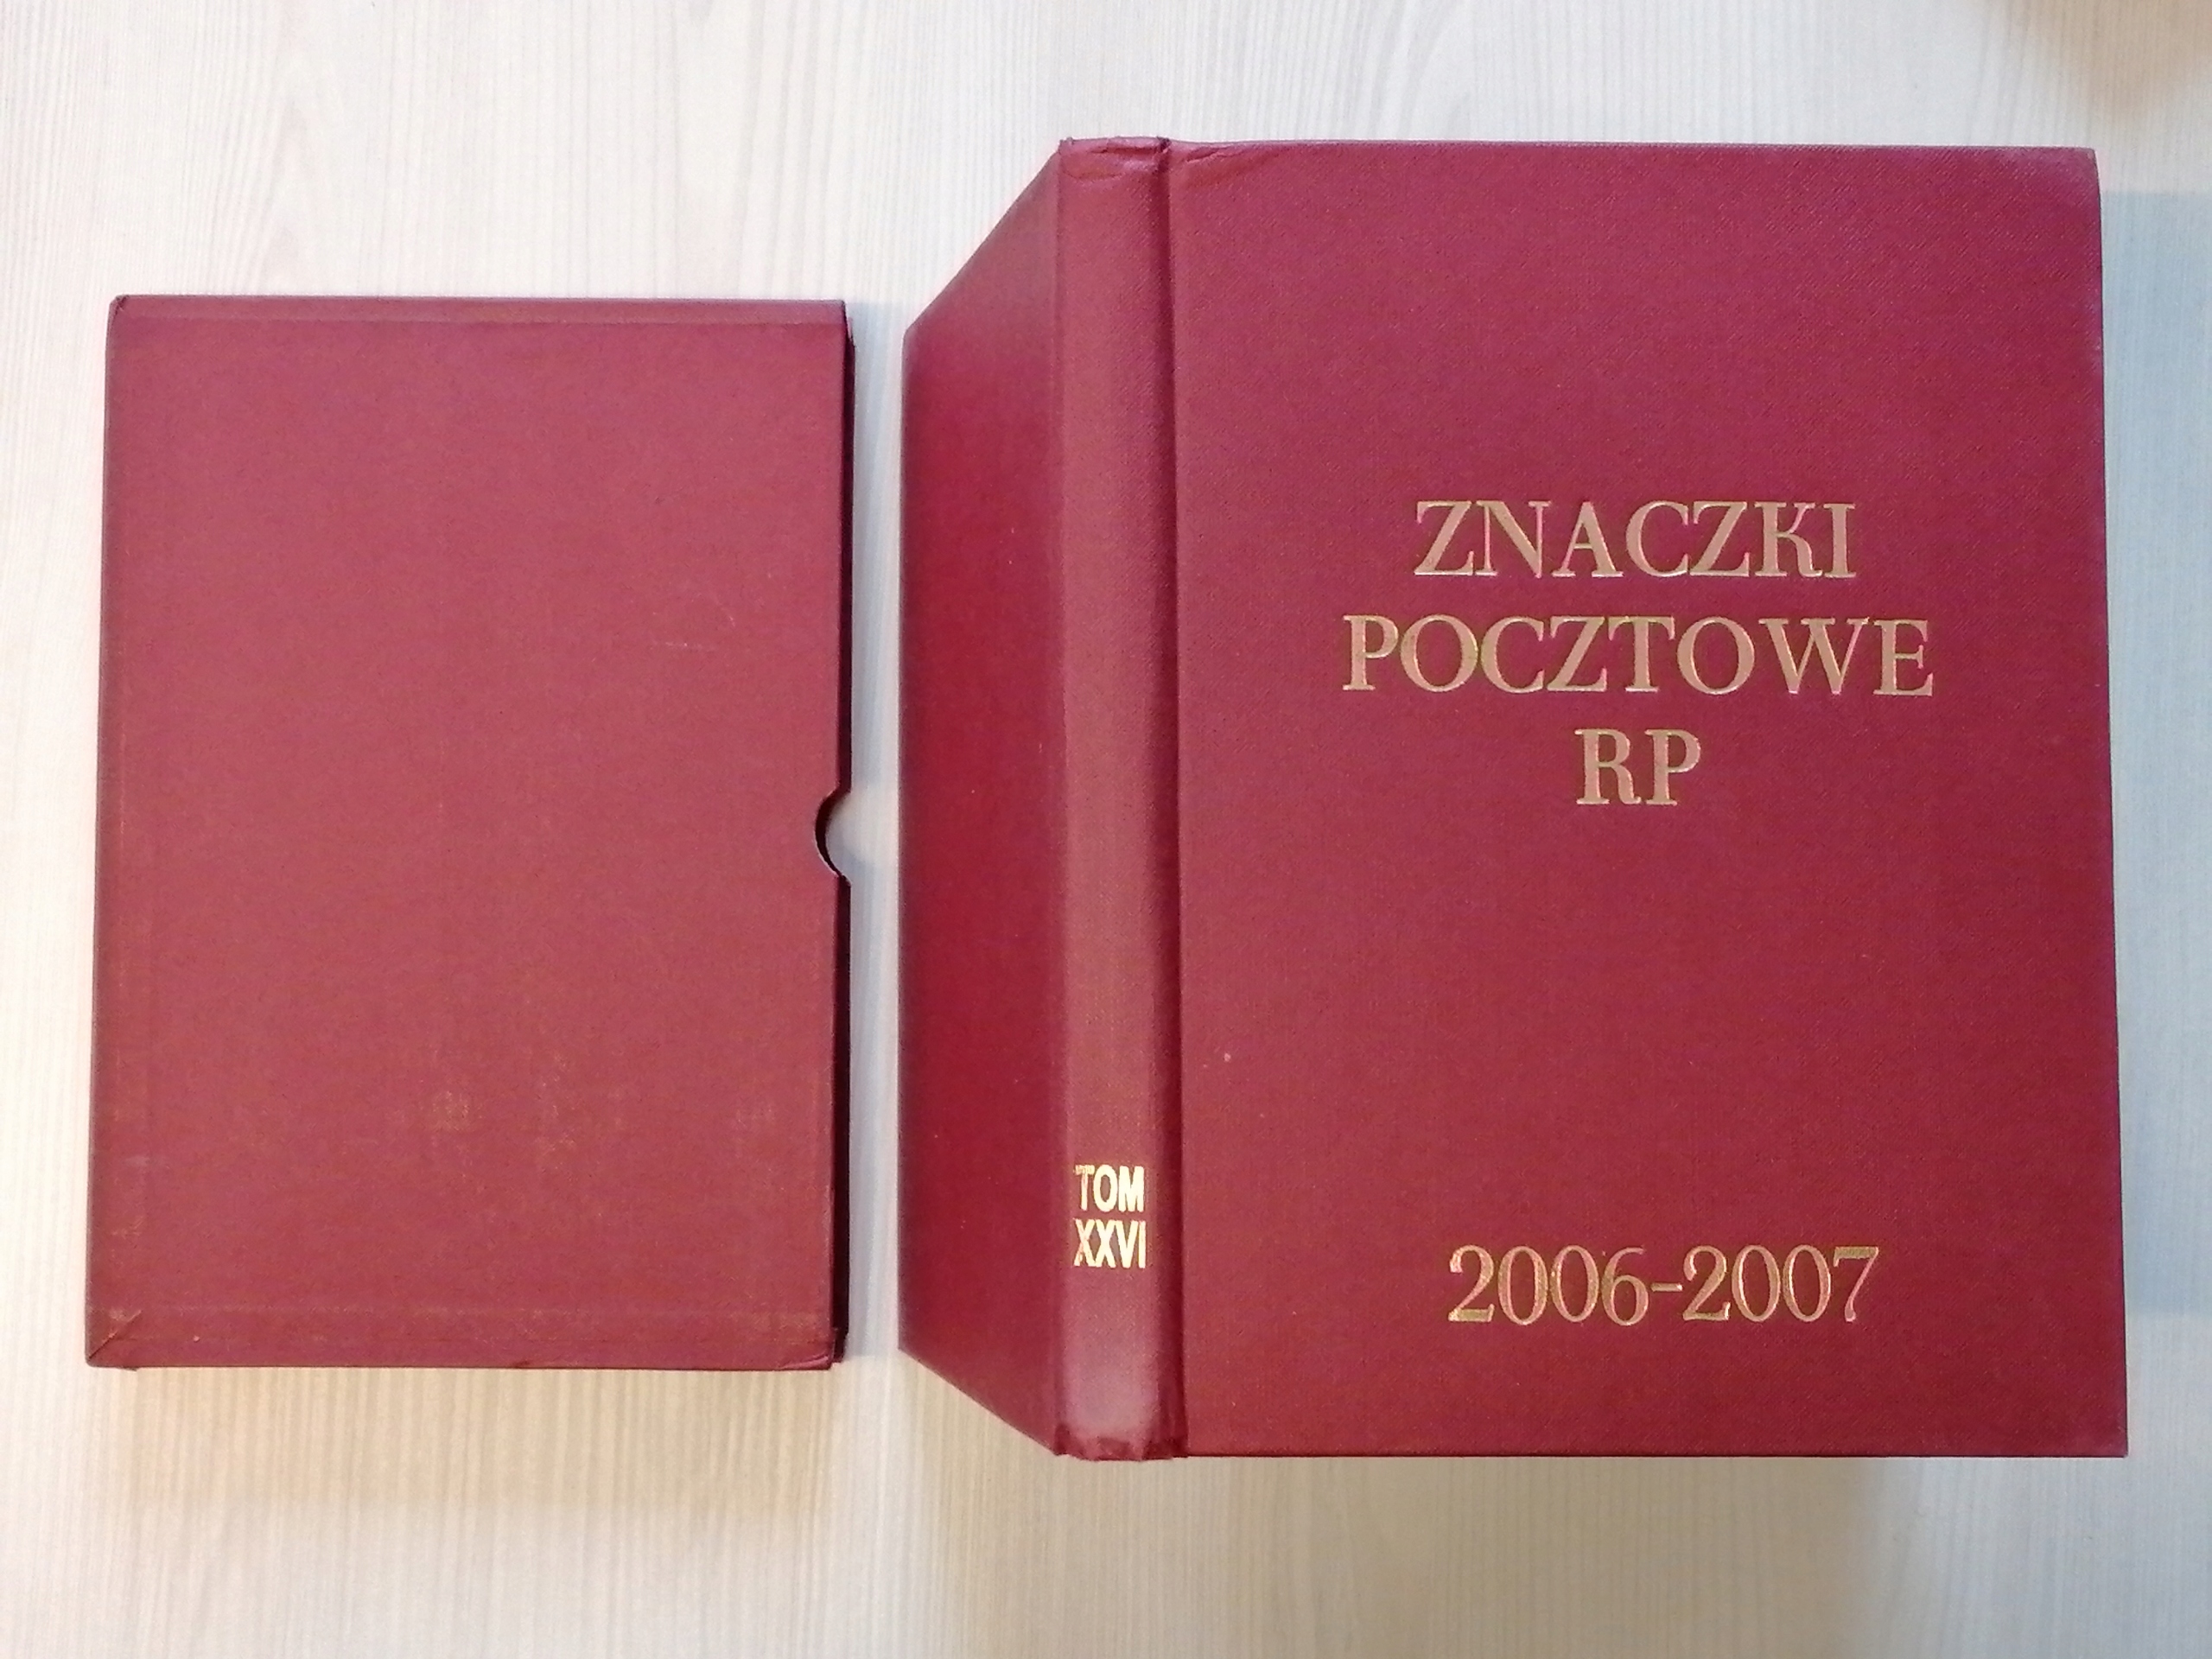 ZNACZKI
POCZTOWE
RP
2006-2007
TOM
XXVI